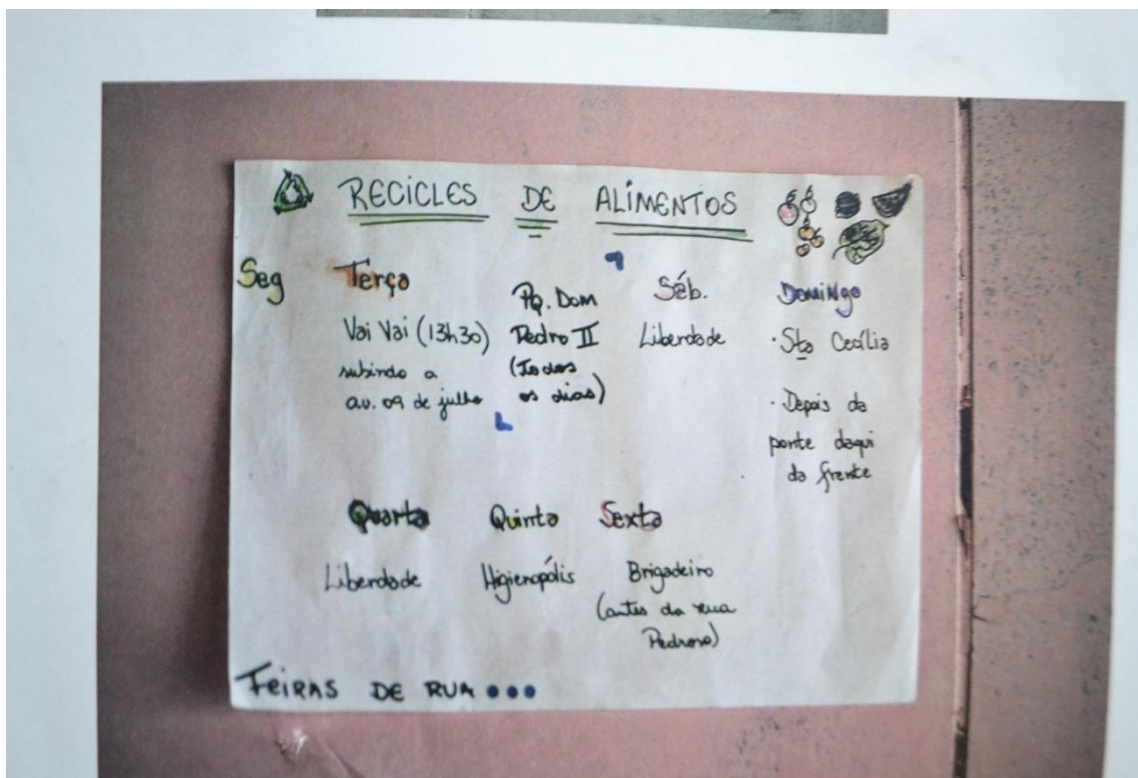 RECICLES DE ALIMENTOS
Seg
Terça
Vai Vai (13h30)
subindo a
av. 09 de julho
Pq. Dom
Pedro II
(Todos
os dias)
Sáb.
Liberdade
Domingo
· Sta Cecília
· Depois da
ponte daqui
da frente
Quarta
Liberdade
Quinta
Higienópolis
Sexta
Brigadeiro
(antes da rua
Pedroso)
FEIRAS DE RUA •••